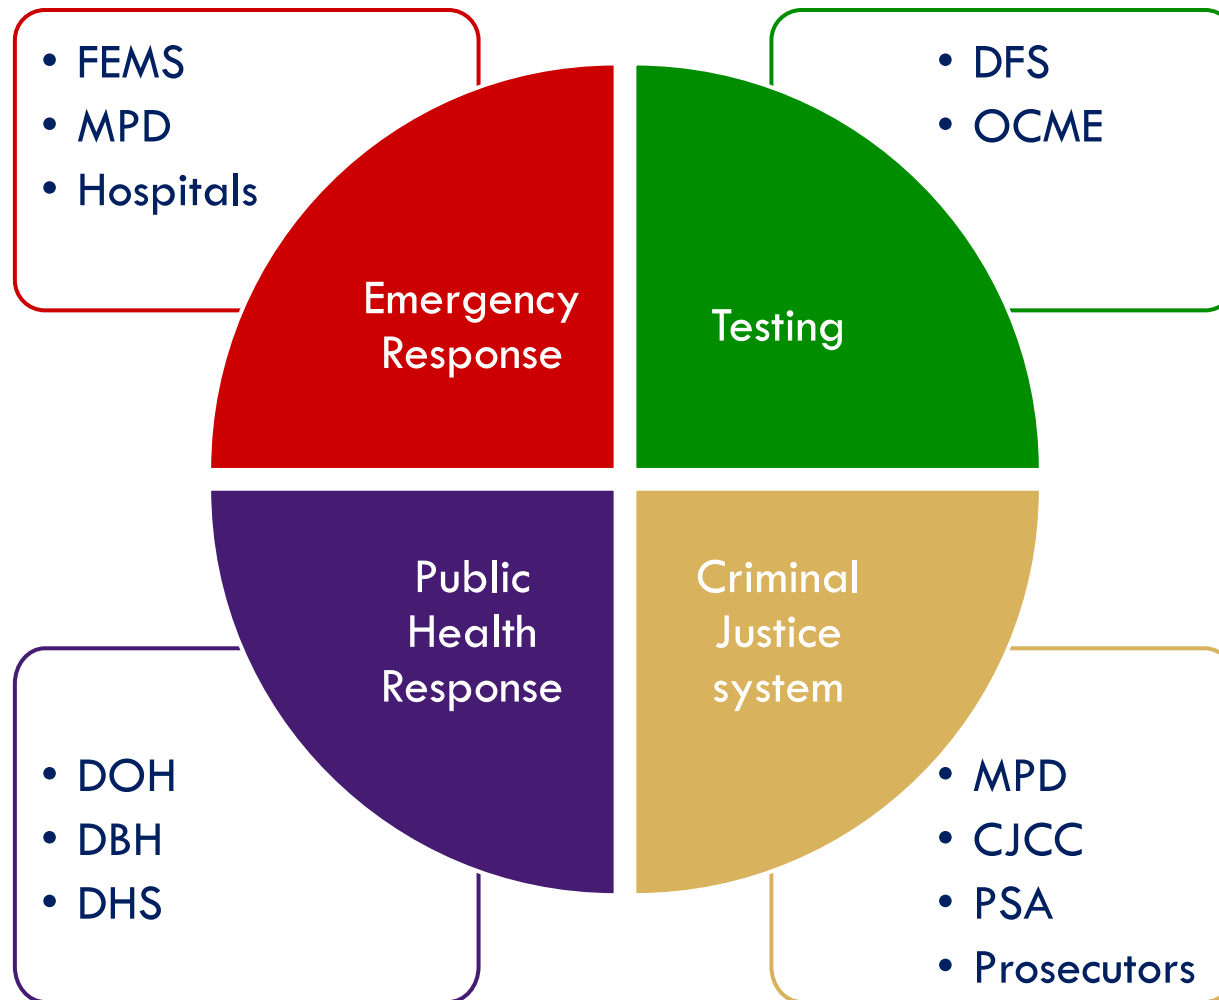 • FEMS
• MPD
• Hospitals
• DFS
• OCME
Emergency
Response
Testing
Public
Health
Response
Criminal
Justice
system
• DOH
• DBH
• DHS
• MPD
• CJCC
• PSA
• Prosecutors